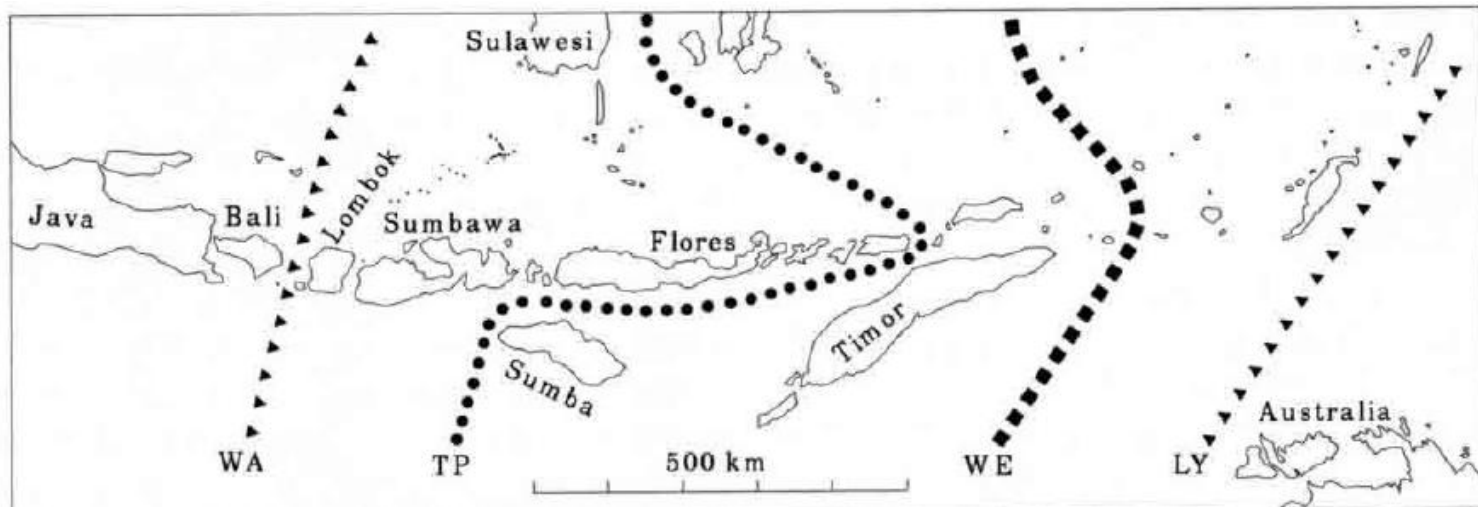 Sulawesi
Lombok
Java
Bali
Sumbawa
Flores
Timor
Sumba
Australia
WA
TP
500 km
WE
LY